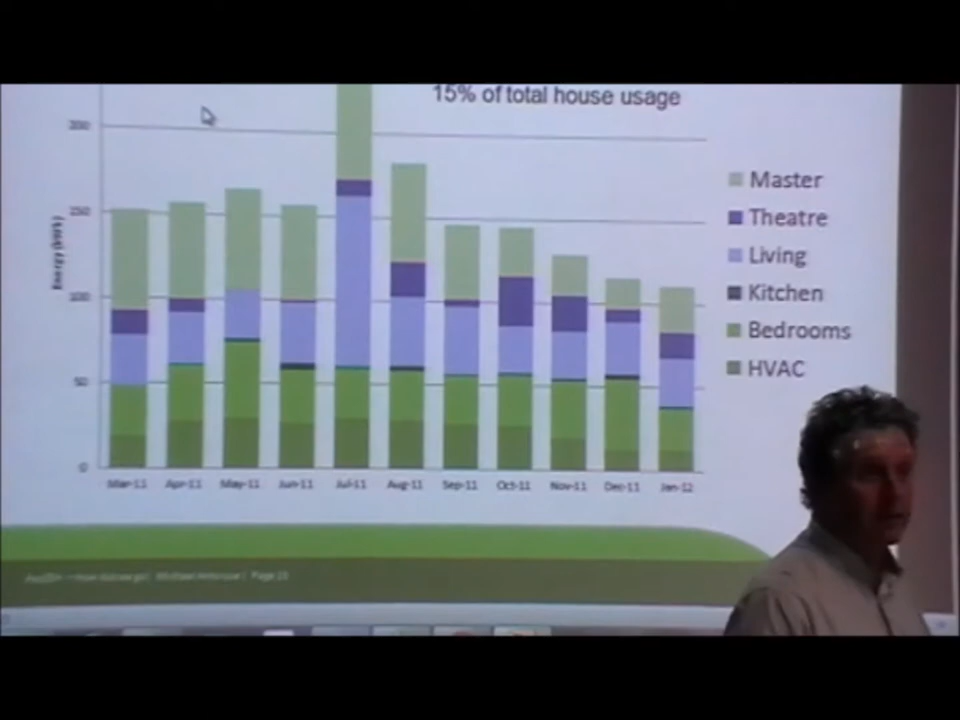 15% of total house usage
200
150
100
50
0
Energy (kWh)
Mar-11 Apr-11 May-11 Jun-11 Jul-11 Aug-11 Sep-11 Oct-11 Nov-11 Dec-11 Jan-12
Master
Theatre
Living
Kitchen
Bedrooms
HVAC